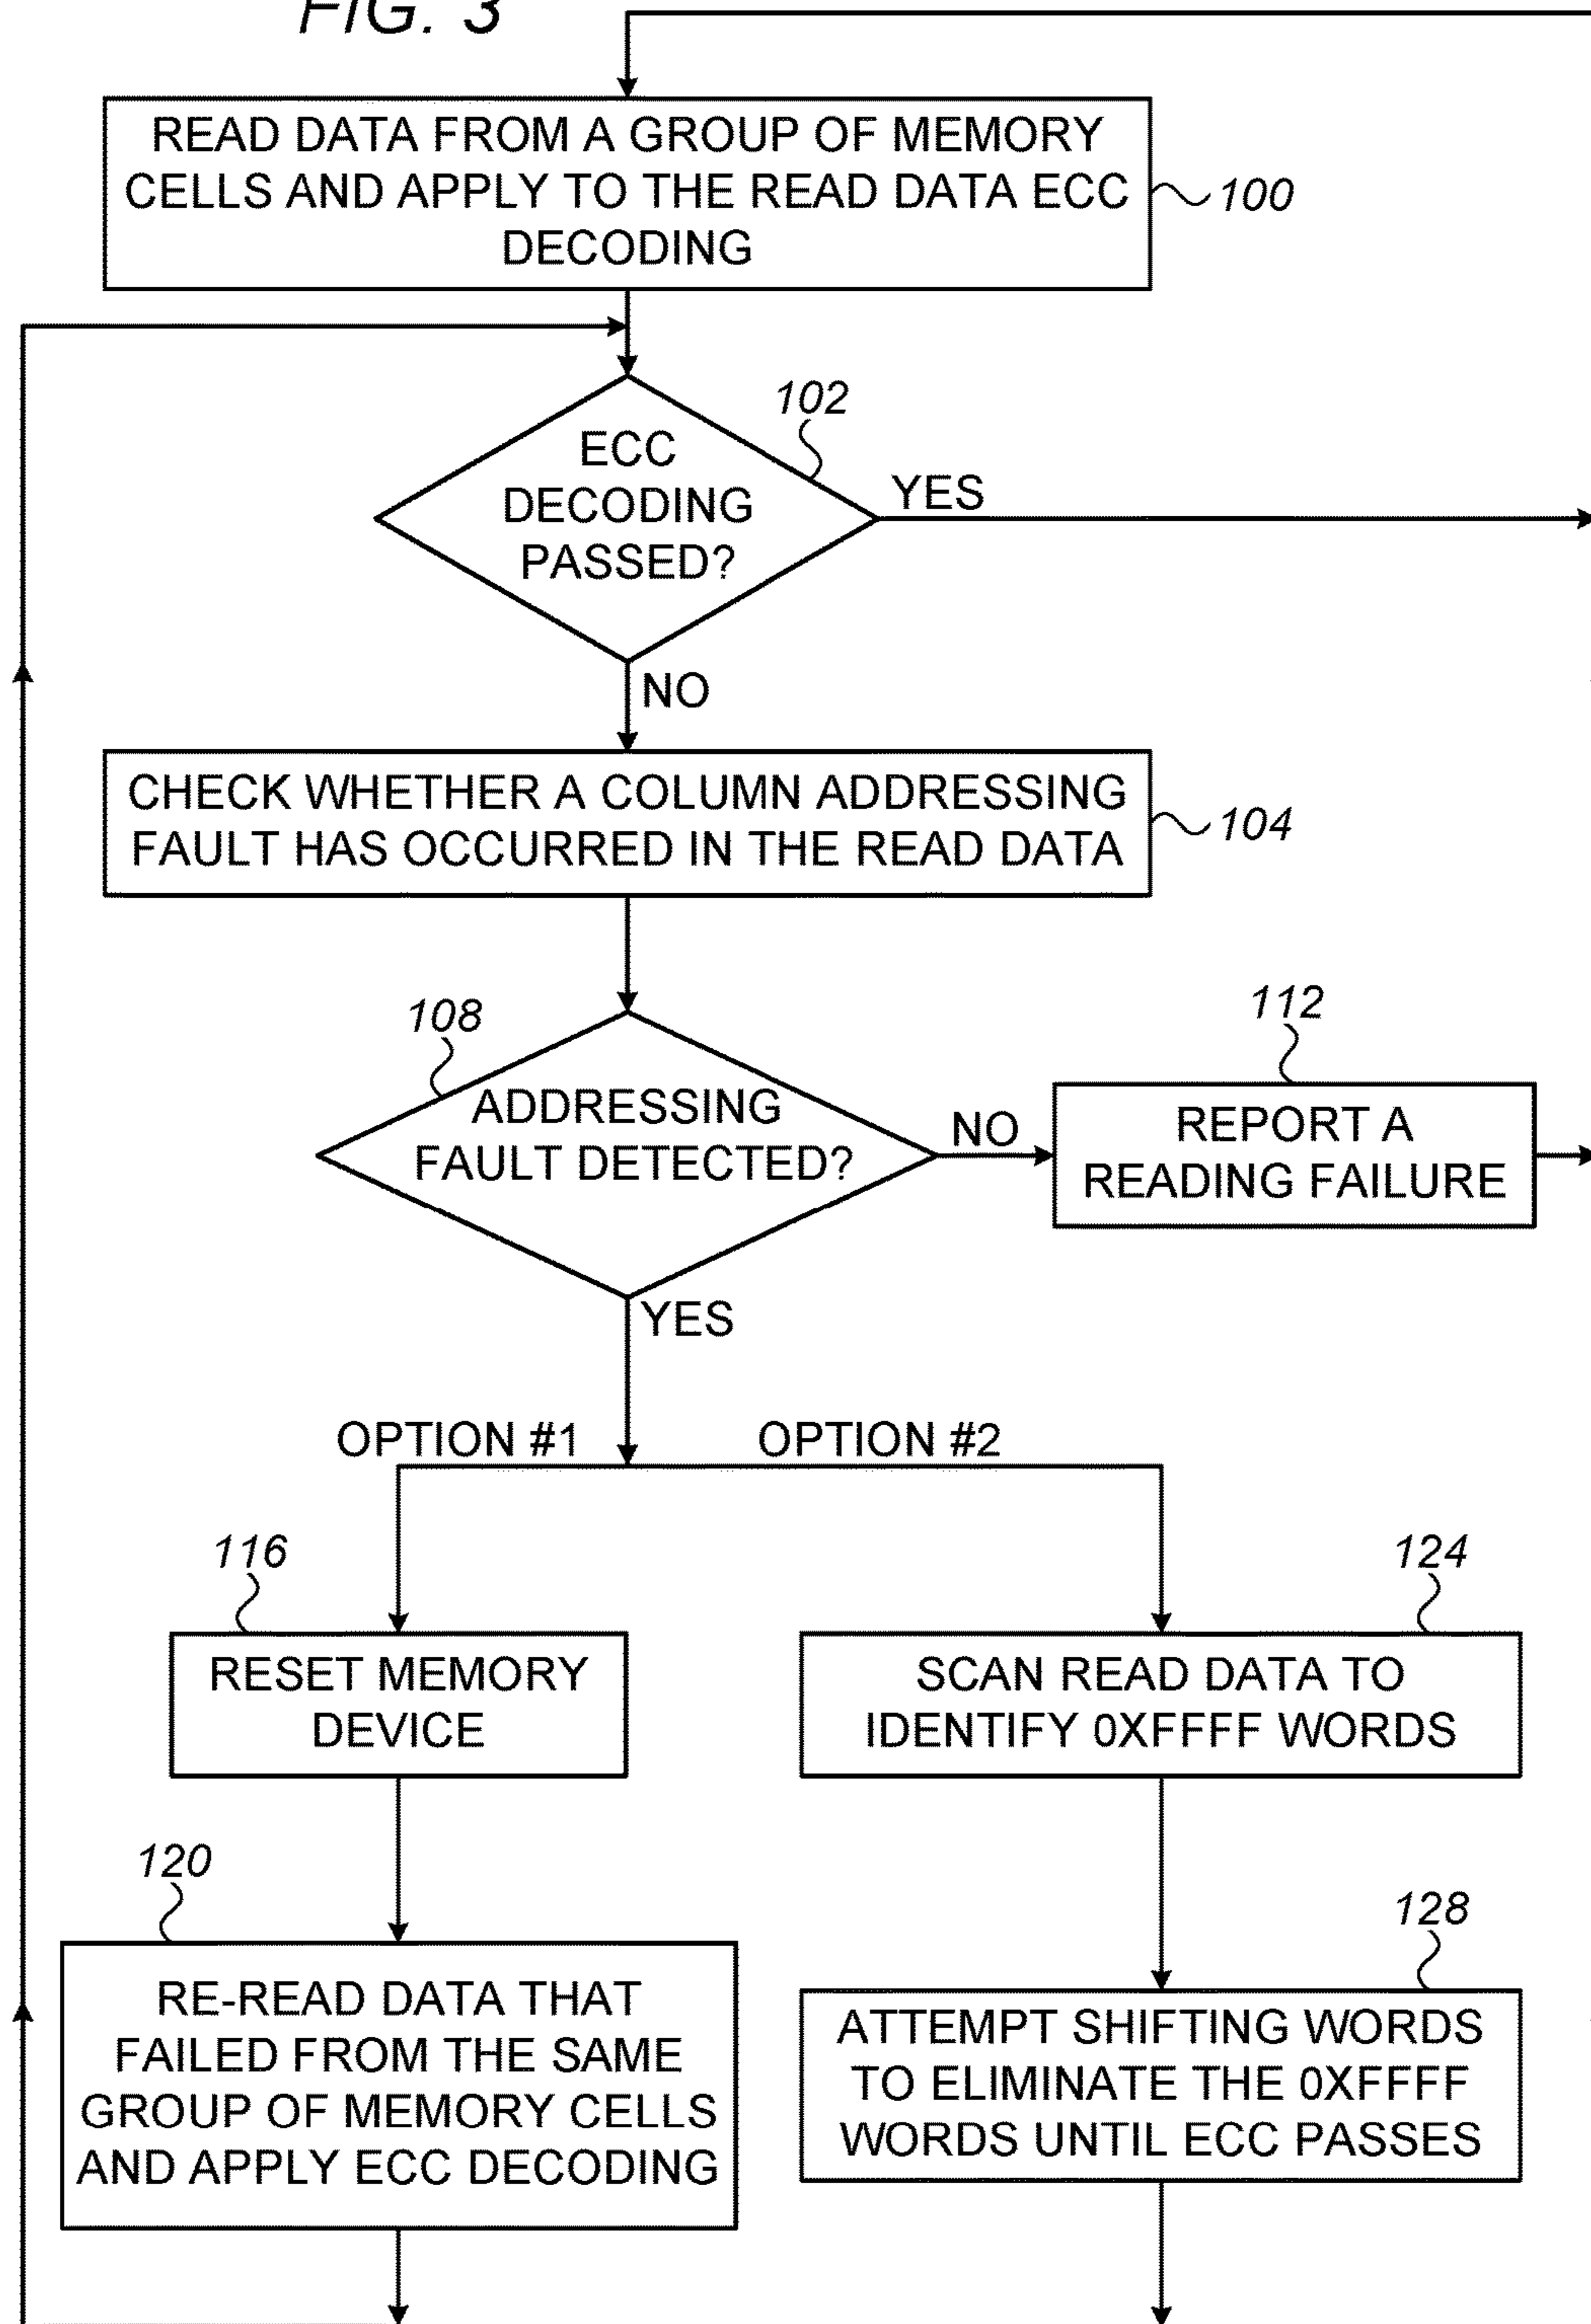 FIG. 3
READ DATA FROM A GROUP OF MEMORY
CELLS AND APPLY TO THE READ DATA ECC
DECODING
100
102
ECC
DECODING
PASSED?
YES
NO
CHECK WHETHER A COLUMN ADDRESSING
FAULT HAS OCCURRED IN THE READ DATA
104
108
112
ADDRESSING
FAULT DETECTED?
NO
REPORT A
READING FAILURE
YES
OPTION #1
OPTION #2
116
124
RESET MEMORY
DEVICE
SCAN READ DATA TO
IDENTIFY 0XFFFF WORDS
120
128
RE-READ DATA THAT
FAILED FROM THE SAME
GROUP OF MEMORY CELLS
AND APPLY ECC DECODING
ATTEMPT SHIFTING WORDS
TO ELIMINATE THE 0XFFFF
WORDS UNTIL ECC PASSES